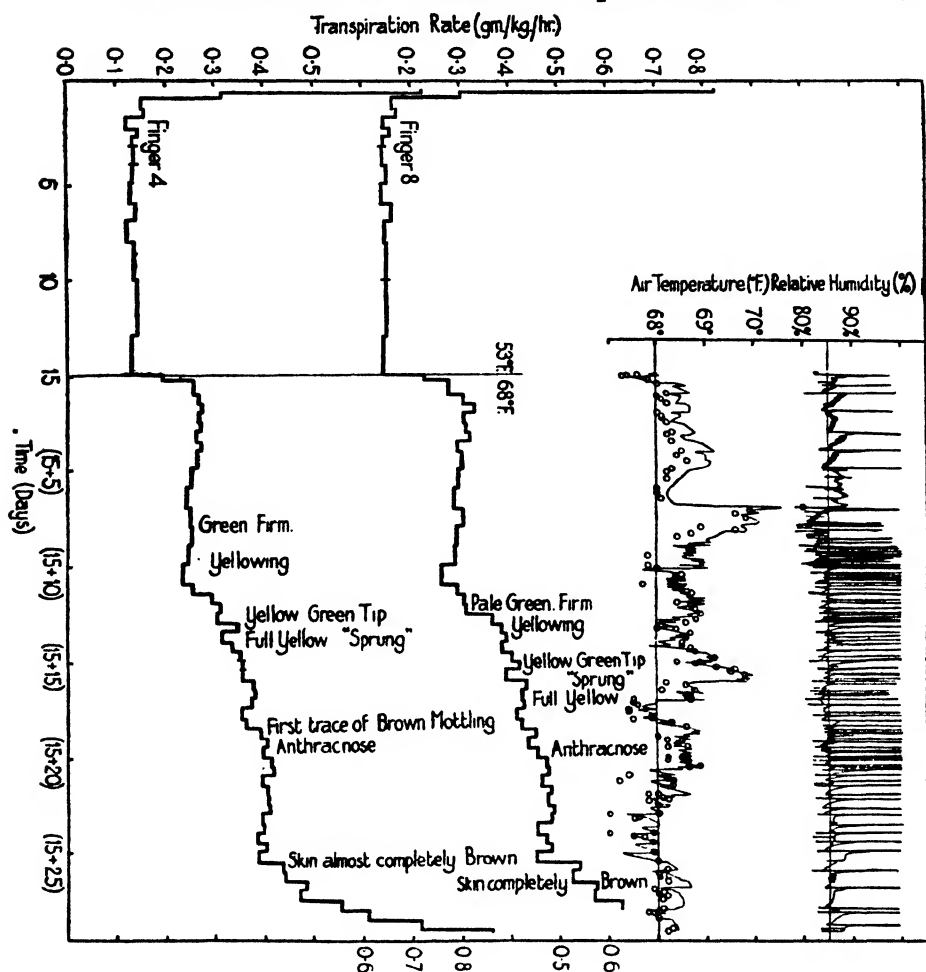 Transpiration Rate (gm/kg/hr.)
0·0 0·1 0·2 0·3 0·4 0·5 0·2 0·3 0·4 0·5 0·6 0·7 0·8
Finger 4
Finger 8
Air Temperature (°F.) Relative Humidity (%)
68° 69° 70° 80% 90%
53°F. 68°F.
5
10
15
(15+5)
(15+10)
(15+15)
(15+20)
(15+25)
Time (Days)
Green Firm.
Yellowing
Yellow Green Tip
Full Yellow "Sprung"
First trace of Brown Mottling
Anthracnose
Skin almost completely Brown
Pale Green. Firm
Yellowing
Yellow Green Tip
"Sprung"
Full Yellow
Anthracnose
Skin completely Brown
0·6 0·7 0·8 0·5 0·6